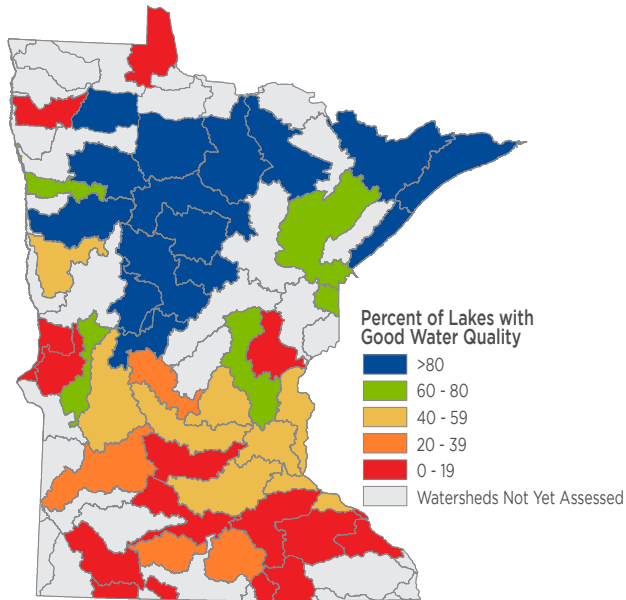 Percent of Lakes with
Good Water Quality
>80
60 - 80
40 - 59
20 - 39
0 - 19
Watersheds Not Yet Assessed